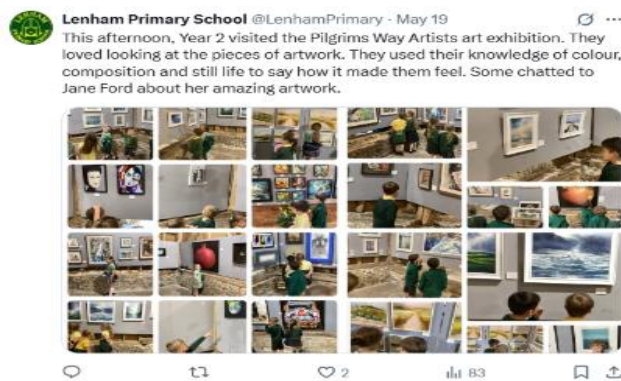 Lenham Primary School @LenhamPrimary · May 19
This afternoon, Year 2 visited the Pilgrims Way Artists art exhibition. They
loved looking at the pieces of artwork. They used their knowledge of colour,
composition and still life to say how it made them feel. Some chatted to
Jane Ford about her amazing artwork.
2
83